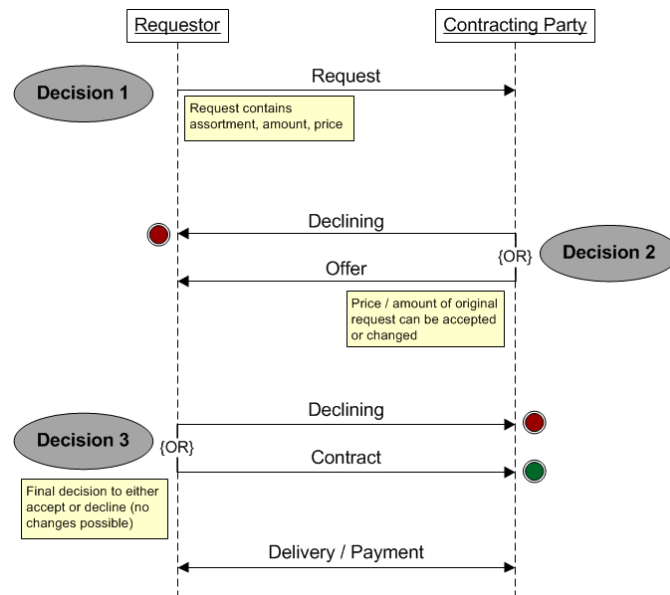 Requestor
Contracting Party
Decision 1
Request
Request contains
assortment, amount, price
Declining
{OR}
Decision 2
Offer
Price / amount of original
request can be accepted
or changed
Declining
Decision 3
{OR}
Contract
Final decision to either
accept or decline (no
changes possible)
Delivery / Payment